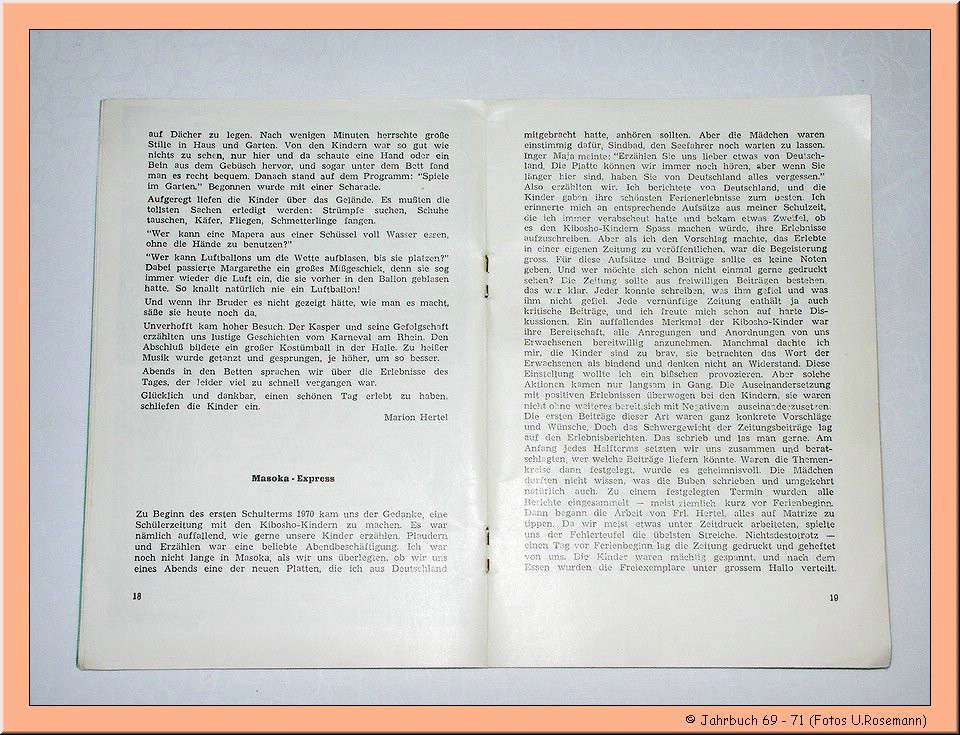 auf Dächer zu legen. Nach wenigen Minuten herrschte große
Stille in Haus und Garten. Von den Kindern war so gut wie
nichts zu sehen, nur hier und da schaute eine Hand oder ein
Bein aus dem Gebüsch hervor, und sogar unter dem Bett fand
man es recht bequem. Danach stand auf dem Programm: "Spiele
im Garten." Begonnen wurde mit einer Scharade.
Aufgeregt liefen die Kinder über das Gelände. Es mußten die
tollsten Sachen erledigt werden: Strümpfe suchen, Schuhe
tauschen, Käfer, Fliegen, Schmetterlinge fangen.
"Wer kann eine Mapera aus einer Schüssel voll Wasser essen,
ohne die Hände zu benutzen?"
"Wer kann Luftballons um die Wette aufblasen, bis sie platzen?"
Dabei passierte Margarethe ein großes Mißgeschick, denn sie sog
immer wieder die Luft ein, die sie vorher in den Ballon geblasen
hatte. So knallt natürlich nie ein Luftballon!
Und wenn ihr Bruder es nicht gezeigt hätte, wie man es macht,
säße sie heute noch da.
Unverhofft kam hoher Besuch. Der Kasper und seine Gefolgschaft
erzählten uns lustige Geschichten vom Karneval am Rhein. Den
Abschluß bildete ein großer Kostümball in der Halle. Zu heißer
Musik wurde getanzt und gesprungen, je höher, um so besser.
Abends in den Betten sprachen wir über die Erlebnisse des
Tages, der leider viel zu schnell vergangen war.
Glücklich und dankbar, einen schönen Tag erlebt zu haben,
schliefen die Kinder ein.
Marion Hertel
Masoka - Express
Zu Beginn des ersten Schulterms 1970 kam uns der Gedanke, eine
Schülerzeitung mit den Kibosho-Kindern zu machen. Es war
nämlich auffallend, wie gerne unsere Kinder erzählen. Plaudern
und Erzählen war eine beliebte Abendbeschäftigung. Ich war
noch nicht lange in Masoka, als wir uns überlegten, ob wir uns
eines Abends eine der neuen Platten, die ich aus Deutschland
18
mitgebracht hatte, anhören sollten. Aber die Mädchen waren
einstimmig dafür, Sindbad, den Seefahrer noch warten zu lassen.
Inger Maja meinte: "Erzählen Sie uns lieber etwas von Deutsch-
land. Die Platte können wir immer noch hören, aber wenn Sie
länger hier sind, haben Sie von Deutschland alles vergessen."
Also erzählten wir. Ich berichtete von Deutschland, und die
Kinder gaben ihre schönsten Ferienerlebnisse zum besten. Ich
erinnerte mich an entsprechende Aufsätze aus meiner Schulzeit,
die ich immer verabscheut hatte und bekam etwas Zweifel, ob
es den Kibosho-Kindern Spass machen würde, ihre Erlebnisse
aufzuschreiben. Aber als ich den Vorschlag machte, das Erlebte
in einer eigenen Zeitung zu veröffentlichen, war die Begeisterung
gross. Für diese Aufsätze und Beiträge sollte es keine Noten
geben. Und wer möchte sich schon nicht einmal gerne gedruckt
sehen? Die Zeitung sollte aus freiwilligen Beiträgen bestehen,
das war klar. Jeder konnte schreiben, was ihm gefiel und was
ihm nicht gefiel. Jede vernünftige Zeitung enthält ja auch
kritische Beiträge, und ich freute mich schon auf harte Dis-
kussionen. Ein auffallendes Merkmal der Kibosho-Kinder war
ihre Bereitschaft, alle Anregungen und Anordnungen von uns
Erwachsenen bereitwillig anzunehmen. Manchmal dachte ich
mir, die Kinder sind zu brav, sie betrachten das Wort der
Erwachsenen als bindend und denken nicht an Widerstand. Diese
Einstellung wollte ich ein bißchen provozieren. Aber solche
Aktionen kamen nur langsam in Gang. Die Auseinandersetzung
mit positiven Erlebnissen überwog bei den Kindern, sie waren
nicht ohne weiteres bereit sich mit Negativem auseinanderzusetzen.
Die ersten Beiträge dieser Art waren ganz konkrete Vorschläge
und Wünsche. Doch das Schwergewicht der Zeitungsbeiträge lag
auf den Erlebnisberichten. Das schrieb und las man gerne. Am
Anfang jedes Halfterms setzten wir uns zusammen und berat-
schlagten, wer welche Beiträge liefern könnte. Waren die Themen-
kreise dann festgelegt, wurde es geheimnisvoll. Die Mädchen
durften nicht wissen, was die Buben schrieben und umgekehrt
natürlich auch. Zu einem festgelegten Termin wurden alle
Berichte eingesammelt — meist ziemlich kurz vor Ferienbeginn.
Dann begann die Arbeit von Frl. Hertel, alles auf Matrize zu
tippen. Da wir meist etwas unter Zeitdruck arbeiteten, spielte
uns der Fehlerteufel die übelsten Streiche. Nichtsdestotrotz —
einen Tag vor Ferienbeginn lag die Zeitung gedruckt und geheftet
von uns. Die Kinder waren mächtig gespannt, und nach dem
Essen wurden die Freiexemplare unter grossem Hallo verteilt.
19
© Jahrbuch 69 - 71 (Fotos U.Rosemann)